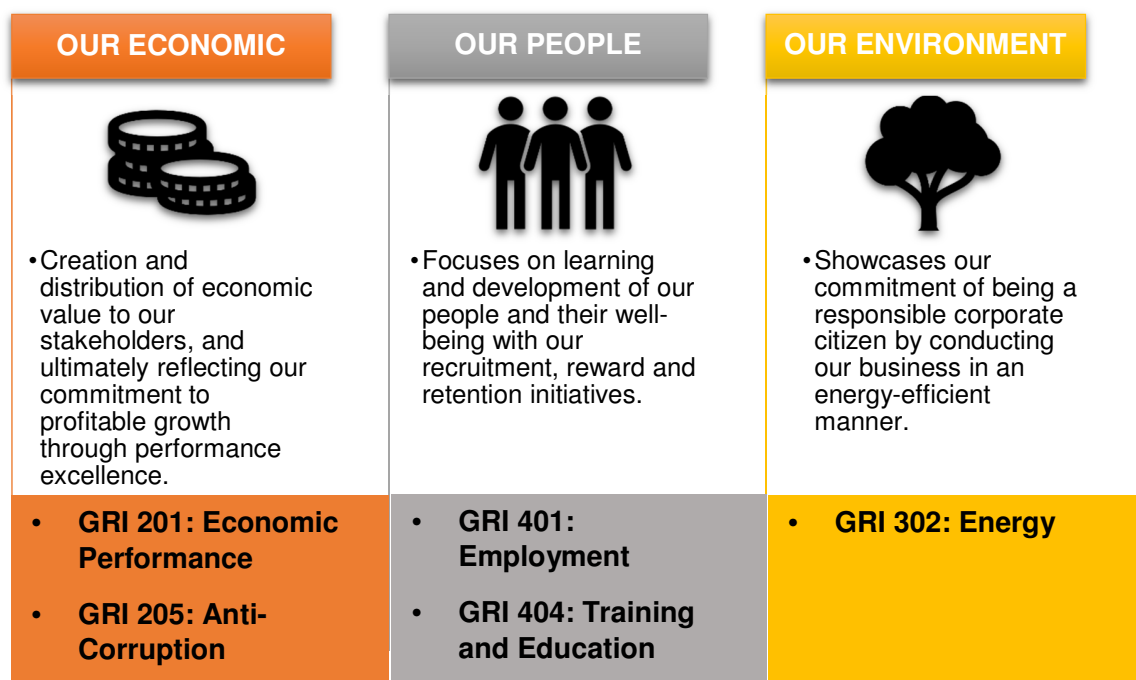 OUR ECONOMIC
•Creation and
distribution of economic
value to our
stakeholders, and
ultimately reflecting our
commitment to
profitable growth
through performance
excellence.
• GRI 201: Economic
Performance
• GRI 205: Anti-
Corruption
OUR PEOPLE
•Focuses on learning
and development of our
people and their well-
being with our
recruitment, reward and
retention initiatives.
• GRI 401:
Employment
• GRI 404: Training
and Education
OUR ENVIRONMENT
•Showcases our
commitment of being a
responsible corporate
citizen by conducting
our business in an
energy-efficient
manner.
• GRI 302: Energy